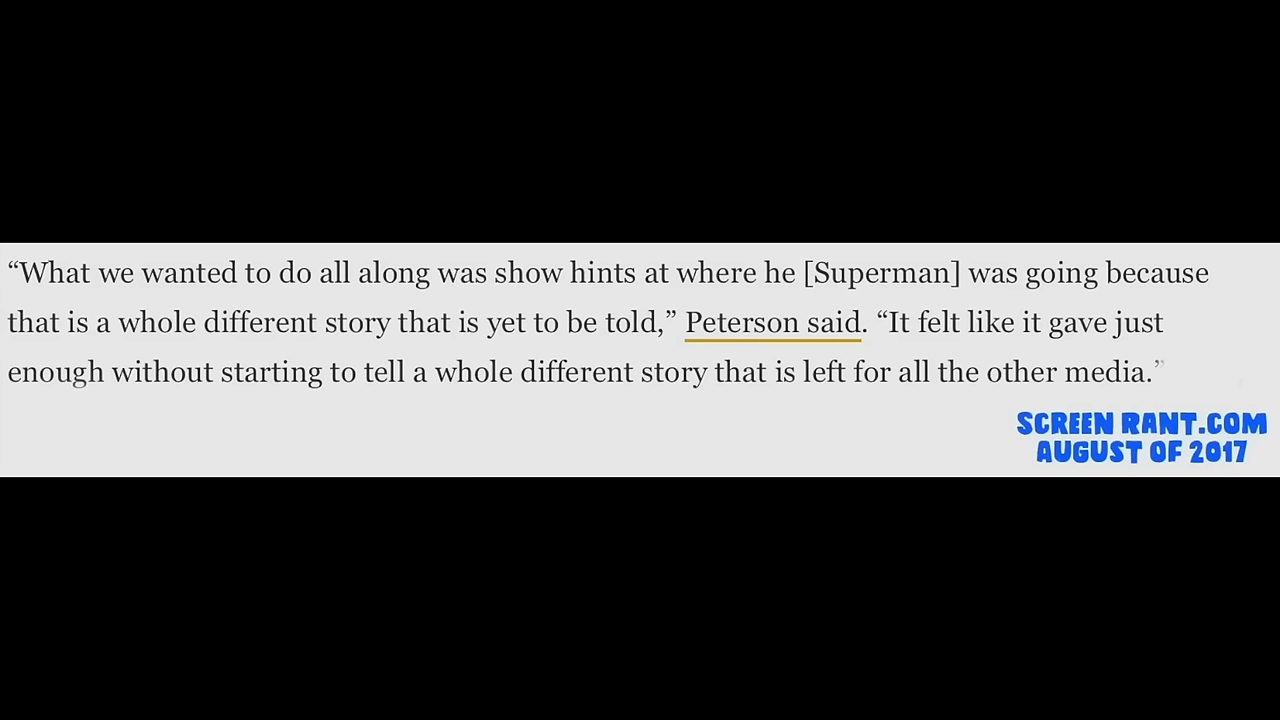 “What we wanted to do all along was show hints at where he [Superman] was going because
that is a whole different story that is yet to be told,” Peterson said. “It felt like it gave just
enough without starting to tell a whole different story that is left for all the other media.”
SCREEN RANT.COM
AUGUST OF 2017